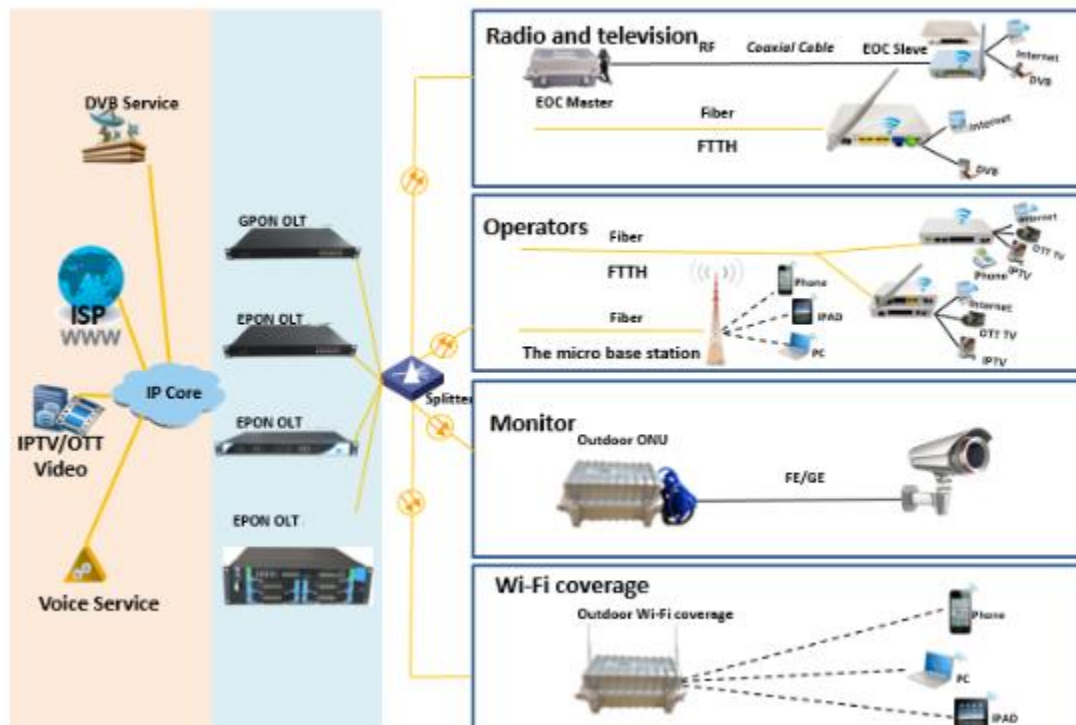 DVB Service
ISP
WWW
IP Core
IPTV/OTT
Video
Voice Service
GPON OLT
EPON OLT
EPON OLT
EPON OLT
Splitter
Radio and television
RF
Coaxial Cable
EOC Sleve
EOC Master
Internet
DVB
Fiber
FTTH
Internet
DVB
Operators
Fiber
FTTH
Internet
OTT TV
IPTV
Phone
Internet
OTT TV
IPTV
Fiber
The micro base station
Phone
IPAD
PC
Monitor
Outdoor ONU
FE/GE
Wi-Fi coverage
Outdoor Wi-Fi coverage
Phone
PC
IPAD